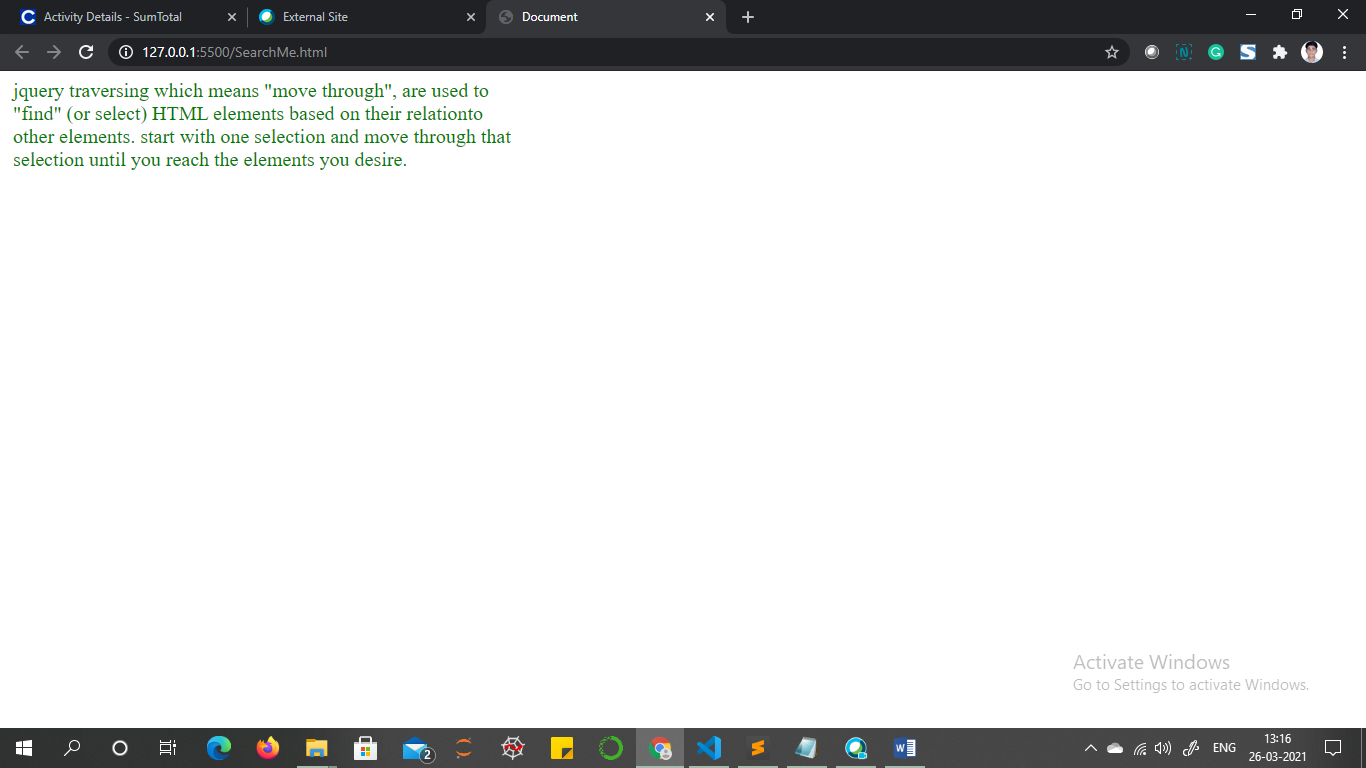 Activity Details - SumTotal
External Site
Document
127.0.0.1:5500/SearchMe.html
jquery traversing which means "move through", are used to
"find" (or select) HTML elements based on their relationto
other elements. start with one selection and move through that
selection until you reach the elements you desire.
Activate Windows
Go to Settings to activate Windows.
2
ENG
13:16
26-03-2021